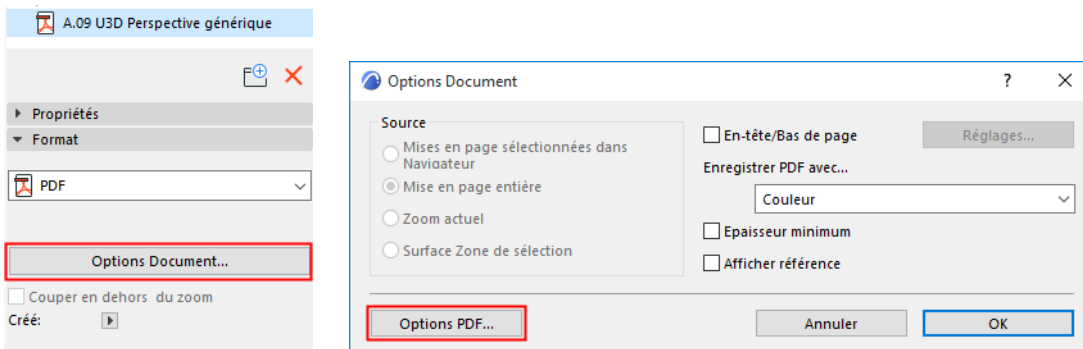 A.09 U3D Perspective générique
Propriétés
Format
PDF
Options Document...
Couper en dehors du zoom
Créé:
Options Document
?
Source
Mises en page sélectionnées dans
Navigateur
Mise en page entière
Zoom actuel
Surface Zone de sélection
En-tête/Bas de page
Réglages...
Enregistrer PDF avec...
Couleur
Epaisseur minimum
Afficher référence
Options PDF...
Annuler
OK